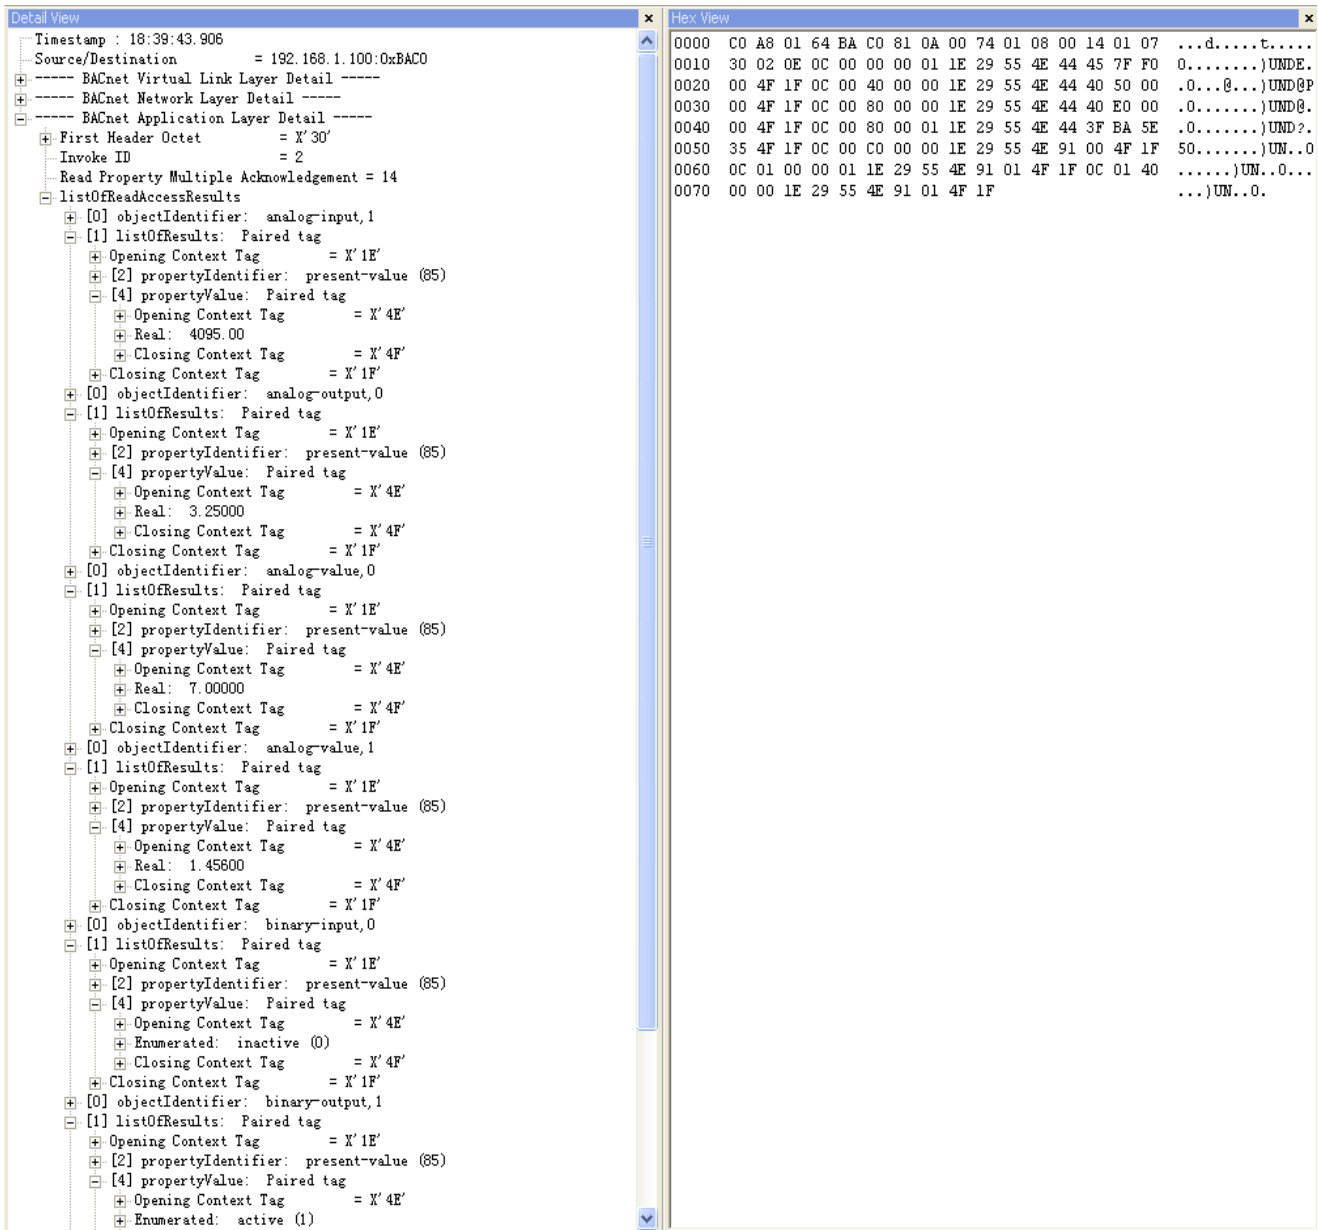 Detail View
Timestamp : 18:39:43.906
Source/Destination = 192.168.1.100:0xBAC0
----- BACnet Virtual Link Layer Detail -----
----- BACnet Network Layer Detail -----
----- BACnet Application Layer Detail -----
First Header Octet = X'30'
Invoke ID = 2
Read Property Multiple Acknowledgement = 14
listOfReadAccessResults
[0] objectIdentifier: analog-input,1
[1] listOfResults: Paired tag
Opening Context Tag = X'1E'
[2] propertyIdentifier: present-value (85)
[4] propertyValue: Paired tag
Opening Context Tag = X'4E'
Real: 4095.00
Closing Context Tag = X'4F'
Closing Context Tag = X'1F'
[0] objectIdentifier: analog-output,0
[1] listOfResults: Paired tag
Opening Context Tag = X'1E'
[2] propertyIdentifier: present-value (85)
[4] propertyValue: Paired tag
Opening Context Tag = X'4E'
Real: 3.25000
Closing Context Tag = X'4F'
Closing Context Tag = X'1F'
[0] objectIdentifier: analog-value,0
[1] listOfResults: Paired tag
Opening Context Tag = X'1E'
[2] propertyIdentifier: present-value (85)
[4] propertyValue: Paired tag
Opening Context Tag = X'4E'
Real: 7.00000
Closing Context Tag = X'4F'
Closing Context Tag = X'1F'
[0] objectIdentifier: analog-value,1
[1] listOfResults: Paired tag
Opening Context Tag = X'1E'
[2] propertyIdentifier: present-value (85)
[4] propertyValue: Paired tag
Opening Context Tag = X'4E'
Real: 1.45600
Closing Context Tag = X'4F'
Closing Context Tag = X'1F'
[0] objectIdentifier: binary-input,0
[1] listOfResults: Paired tag
Opening Context Tag = X'1E'
[2] propertyIdentifier: present-value (85)
[4] propertyValue: Paired tag
Opening Context Tag = X'4E'
Enumerated: inactive (0)
Closing Context Tag = X'4F'
Closing Context Tag = X'1F'
[0] objectIdentifier: binary-output,1
[1] listOfResults: Paired tag
Opening Context Tag = X'1E'
[2] propertyIdentifier: present-value (85)
[4] propertyValue: Paired tag
Opening Context Tag = X'4E'
Enumerated: active (1)
Hex View
0000 C0 A8 01 64 BA C0 81 0A 00 74 01 08 00 14 01 07 ...d.....t.....
0010 30 02 0E 0C 00 00 00 01 1E 29 55 4E 44 45 7F F0 0........)UNDE.
0020 00 4F 1F 0C 00 40 00 00 1E 29 55 4E 44 40 50 00 .O...@...)UND@P
0030 00 4F 1F 0C 00 80 00 00 1E 29 55 4E 44 40 E0 00 .O.......)UND@.
0040 00 4F 1F 0C 00 80 00 01 1E 29 55 4E 44 3F BA 5E .O.......)UND?.
0050 35 4F 1F 0C 00 C0 00 00 1E 29 55 4E 91 00 4F 1F 5O.......)UN..O
0060 0C 01 00 00 01 1E 29 55 4E 91 01 4F 1F 0C 01 40 ......)UN..O...
0070 00 00 1E 29 55 4E 91 01 4F 1F ...)UN..O.